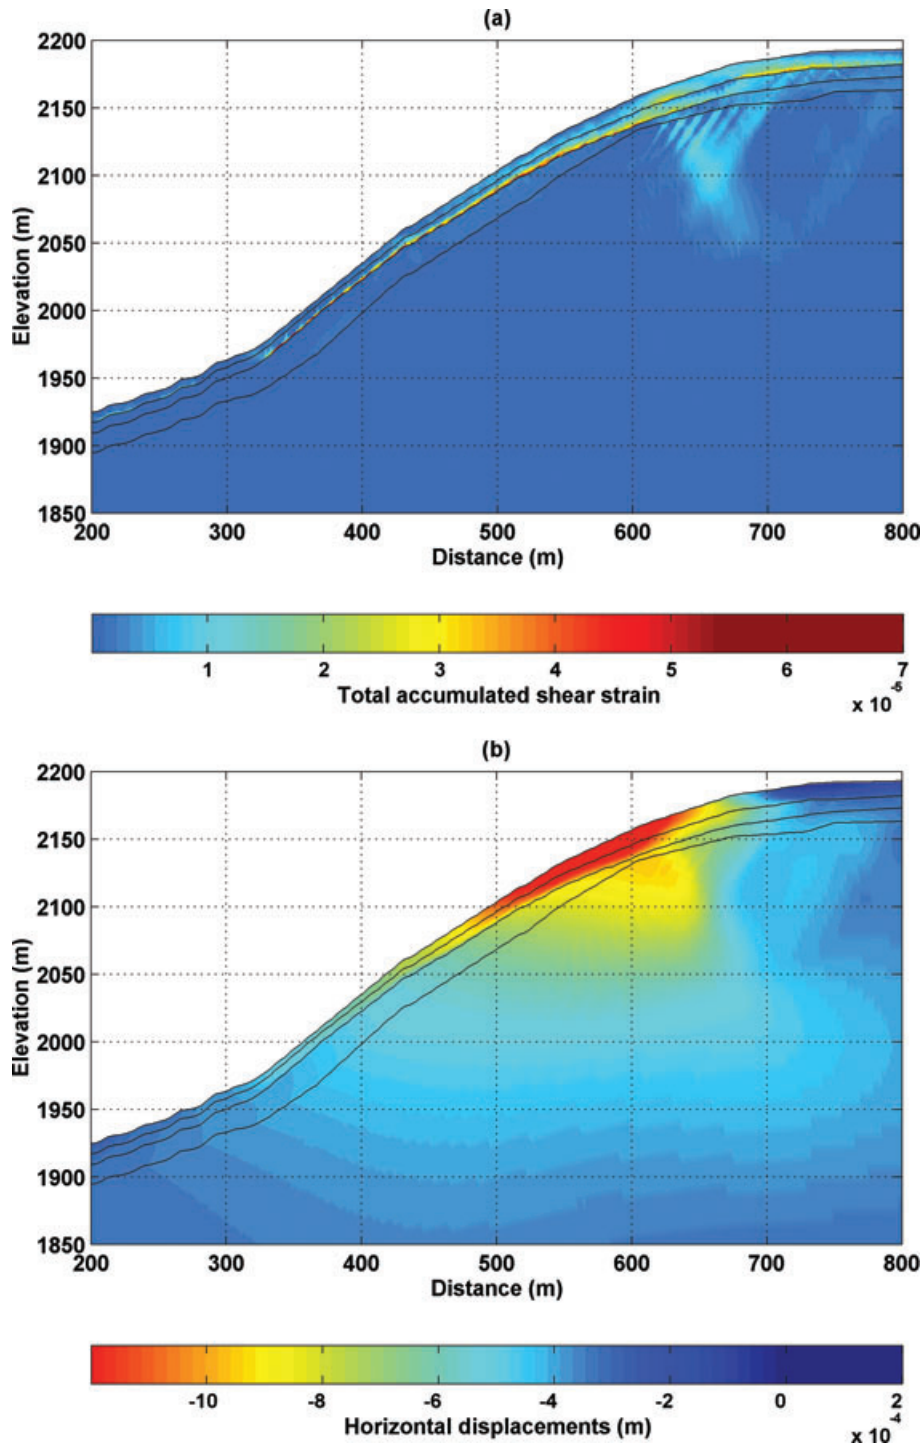 (a)
2200
2150
2100
2050
2000
1950
1900
1850
Elevation (m)
200 300 400 500 600 700 800
Distance (m)
1 2 3 4 5 6 7
Total accumulated shear strain
x 10^-5
(b)
2200
2150
2100
2050
2000
1950
1900
1850
Elevation (m)
200 300 400 500 600 700 800
Distance (m)
-10 -8 -6 -4 -2 0 2
Horizontal displacements (m)
x 10^-4